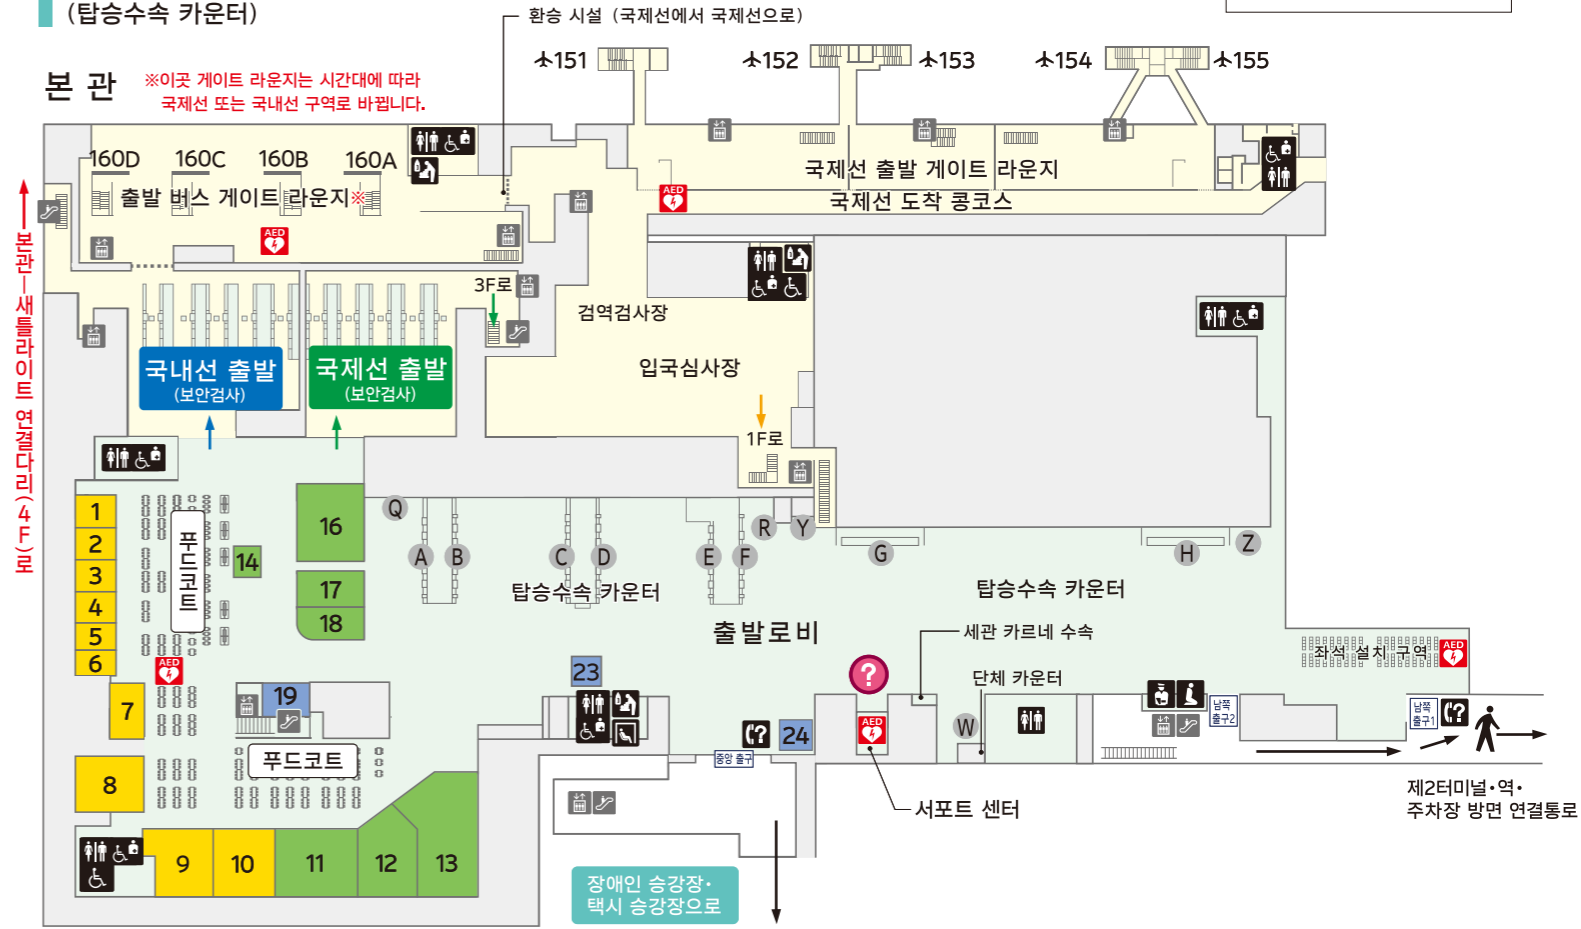 (탑승수속 카운터)
환승 시설 (국제선에서 국제선으로)
본 관
※이곳 게이트 라운지는 시간대에 따라
국제선 또는 국내선 구역로 바뀝니다.
151
152
153
154
155
160D
160C
160B
160A
출발 버스 게이트 라운지※
AED
국제선 출발 게이트 라운지
AED
국제선 도착 콩코스
본관—새틀라이트 연결다리(4F)로
3F로
검역검사장
입국심사장
국내선 출발
(보안검사)
국제선 출발
(보안검사)
1F로
1
2
3
4
5
6
7
8
9
10
11
12
13
14
16
17
18
19
23
24
푸드코트
푸드코트
AED
Q
A
B
C
D
E
F
R
Y
G
H
Z
W
탑승수속 카운터
탑승수속 카운터
출발로비
세관 카르네 수속
단체 카운터
?
AED
서포트 센터
좌석 설치 구역
AED
?
중앙 출구
남쪽
출구2
남쪽
출구1
?
제2터미널·역·
주차장 방면 연결통로
장애인 승강장·
택시 승강장으로